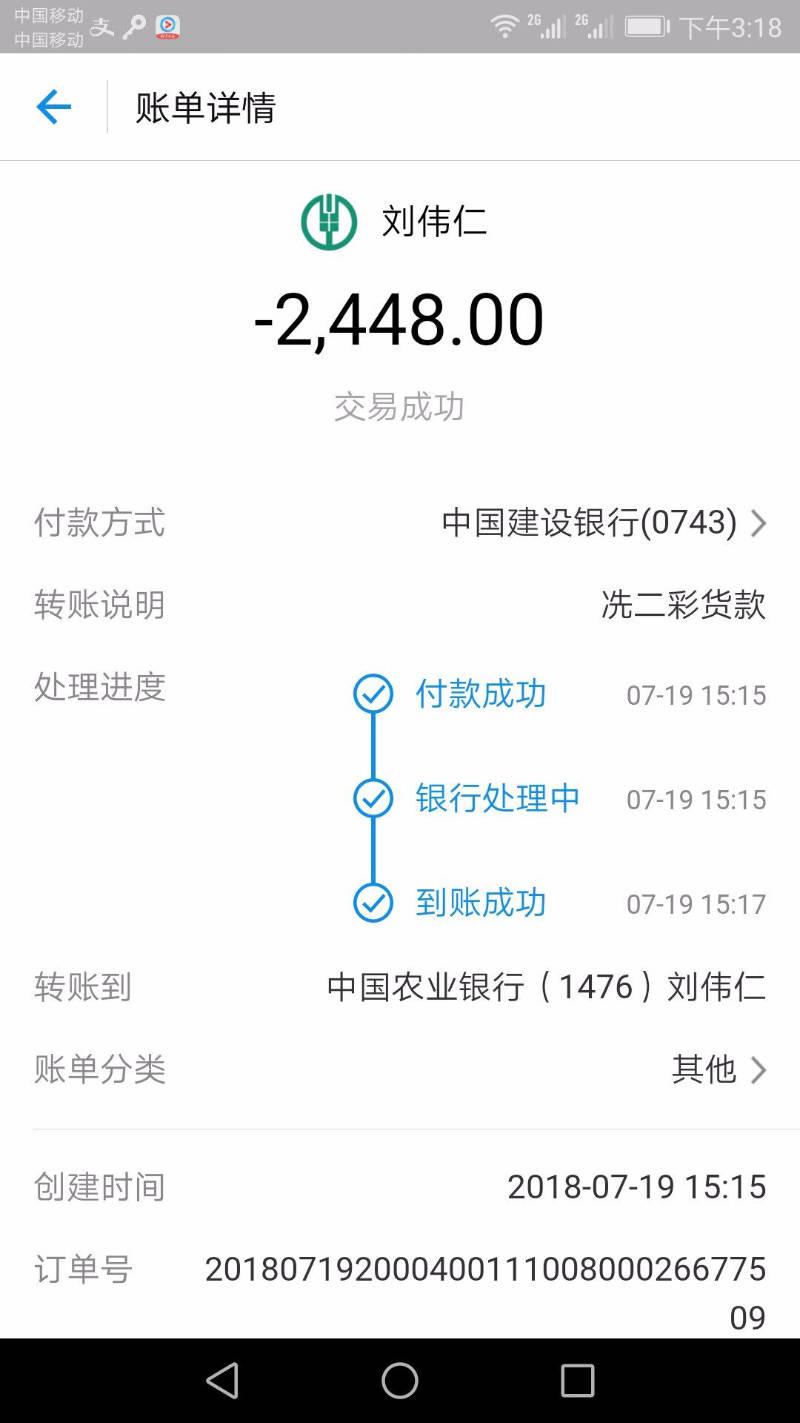 中国移动
中国移动
支
2G
2G
下午3:18
账单详情
刘伟仁
-2,448.00
交易成功
付款方式 中国建设银行(0743)
转账说明 冼二彩货款
处理进度 付款成功 07-19 15:15
银行处理中 07-19 15:15
到账成功 07-19 15:17
转账到 中国农业银行（1476）刘伟仁
账单分类 其他
创建时间 2018-07-19 15:15
订单号 201807192000400111008000266775
09